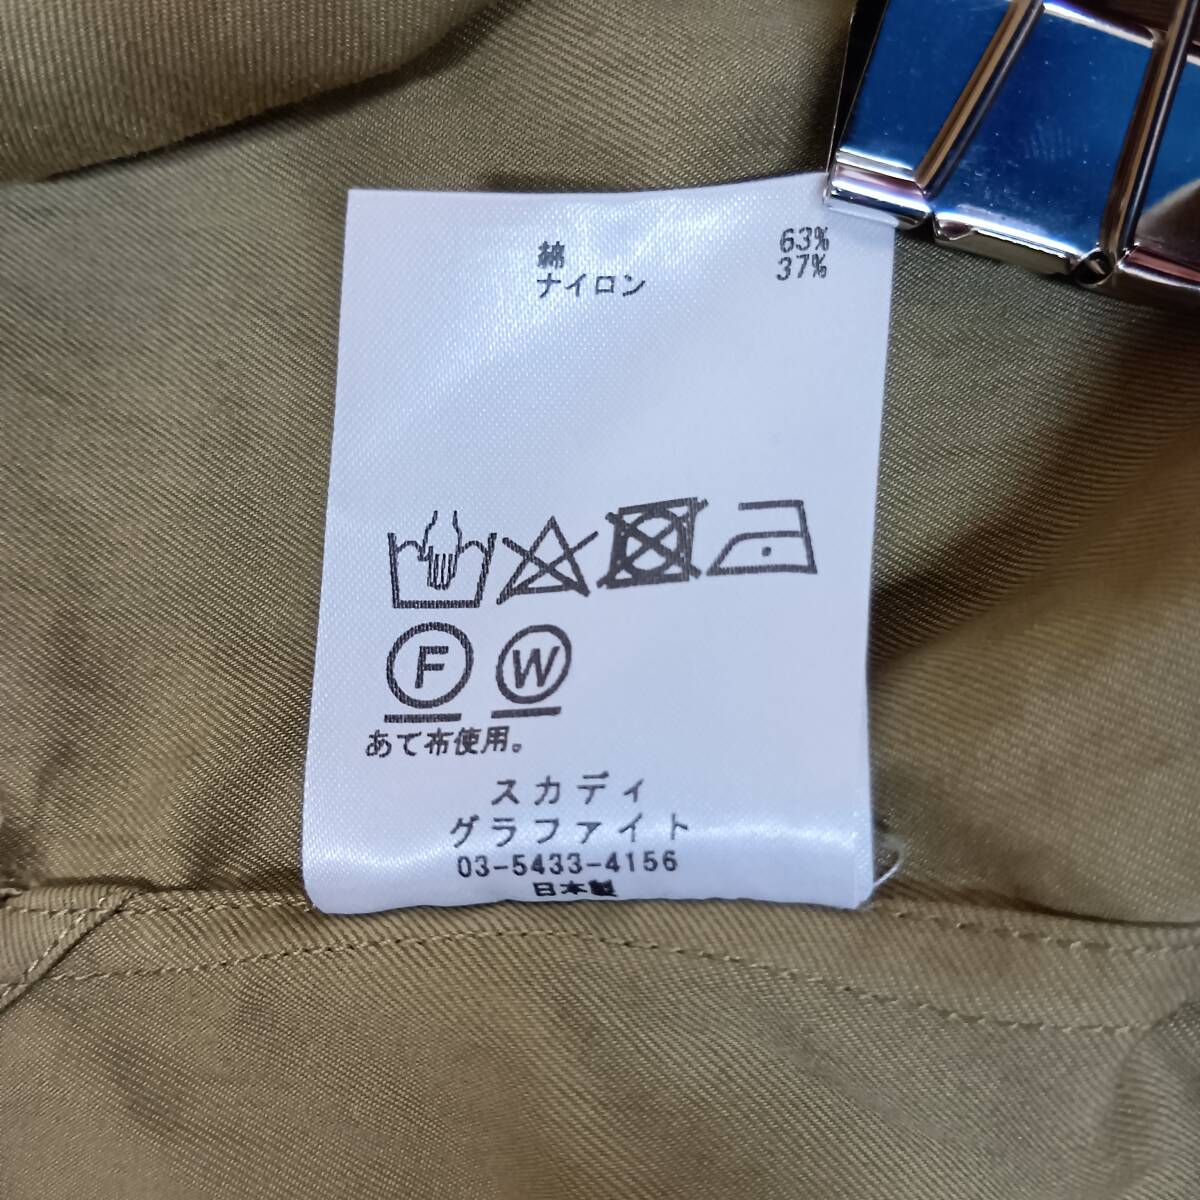 綿 63%
ナイロン 37%
F W
あて布使用。
スカディ
グラファイト
03-5433-4156
日本製